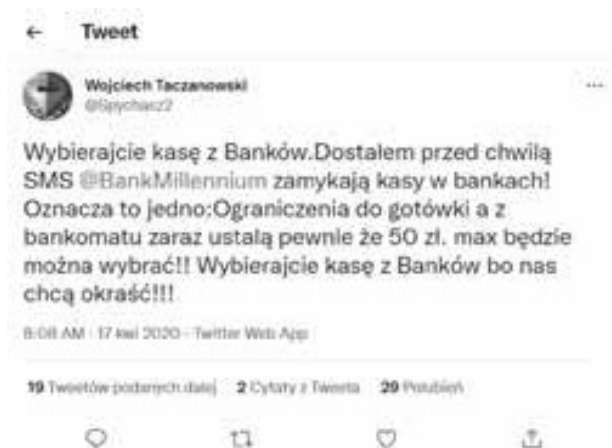 ← Tweet
Wojciech Taczanowski
@Spychacz2
Wybierajcie kasę z Banków.Dostałem przed chwilą
SMS @BankMillennium zamykają kasy w bankach!
Oznacza to jedno:Ograniczenia do gotówki a z
bankomatu zaraz ustalą pewnie że 50 zł. max będzie
można wybrać!! Wybierajcie kasę z Banków bo nas
chcą okraść!!!
8:08 AM · 17 kwi 2020 · Twitter Web App
19 Tweetów podanych dalej 2 Cytaty z Tweeta 29 Polubień